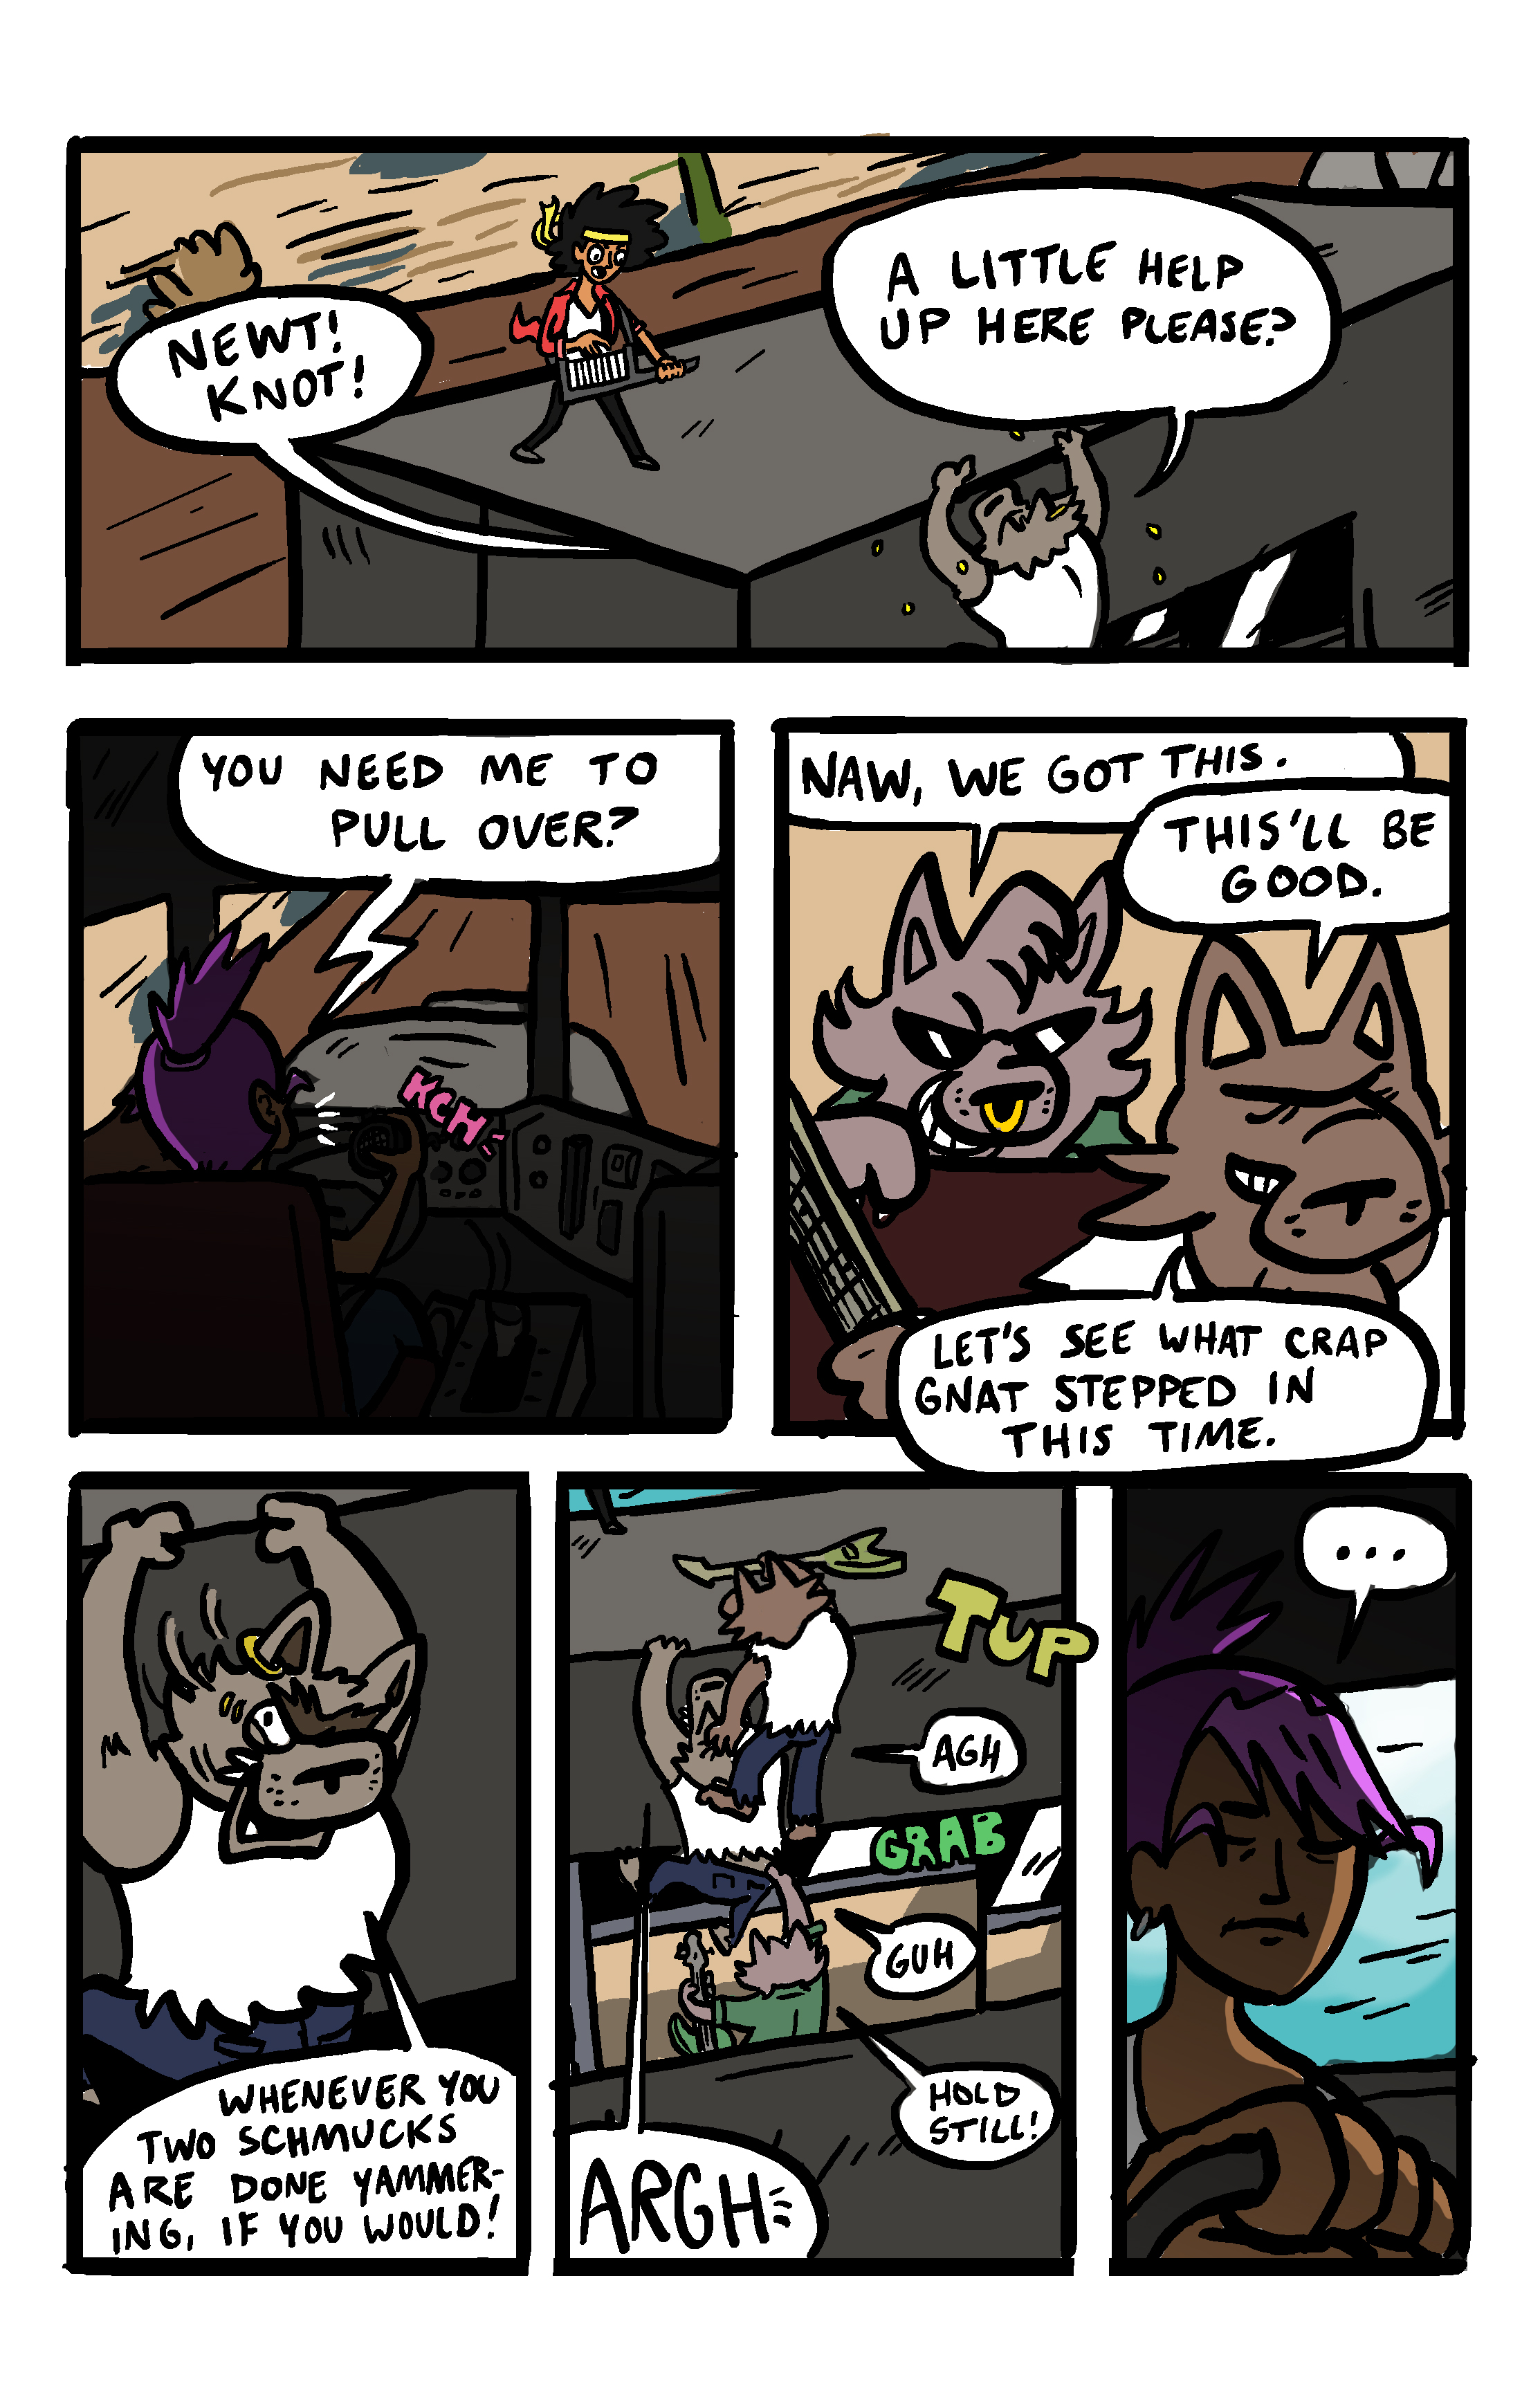 NEWT!
KNOT!
A LITTLE HELP
UP HERE PLEASE?
YOU NEED ME TO
PULL OVER?
KCH
NAW, WE GOT THIS.
THIS'LL BE
GOOD.
LET'S SEE WHAT CRAP
GNAT STEPPED IN
THIS TIME.
WHENEVER YOU
TWO SCHMUCKS
ARE DONE YAMMER-
ING, IF YOU WOULD!
TUP
AGH
GRAB
GUH
HOLD
STILL!
ARGH
...